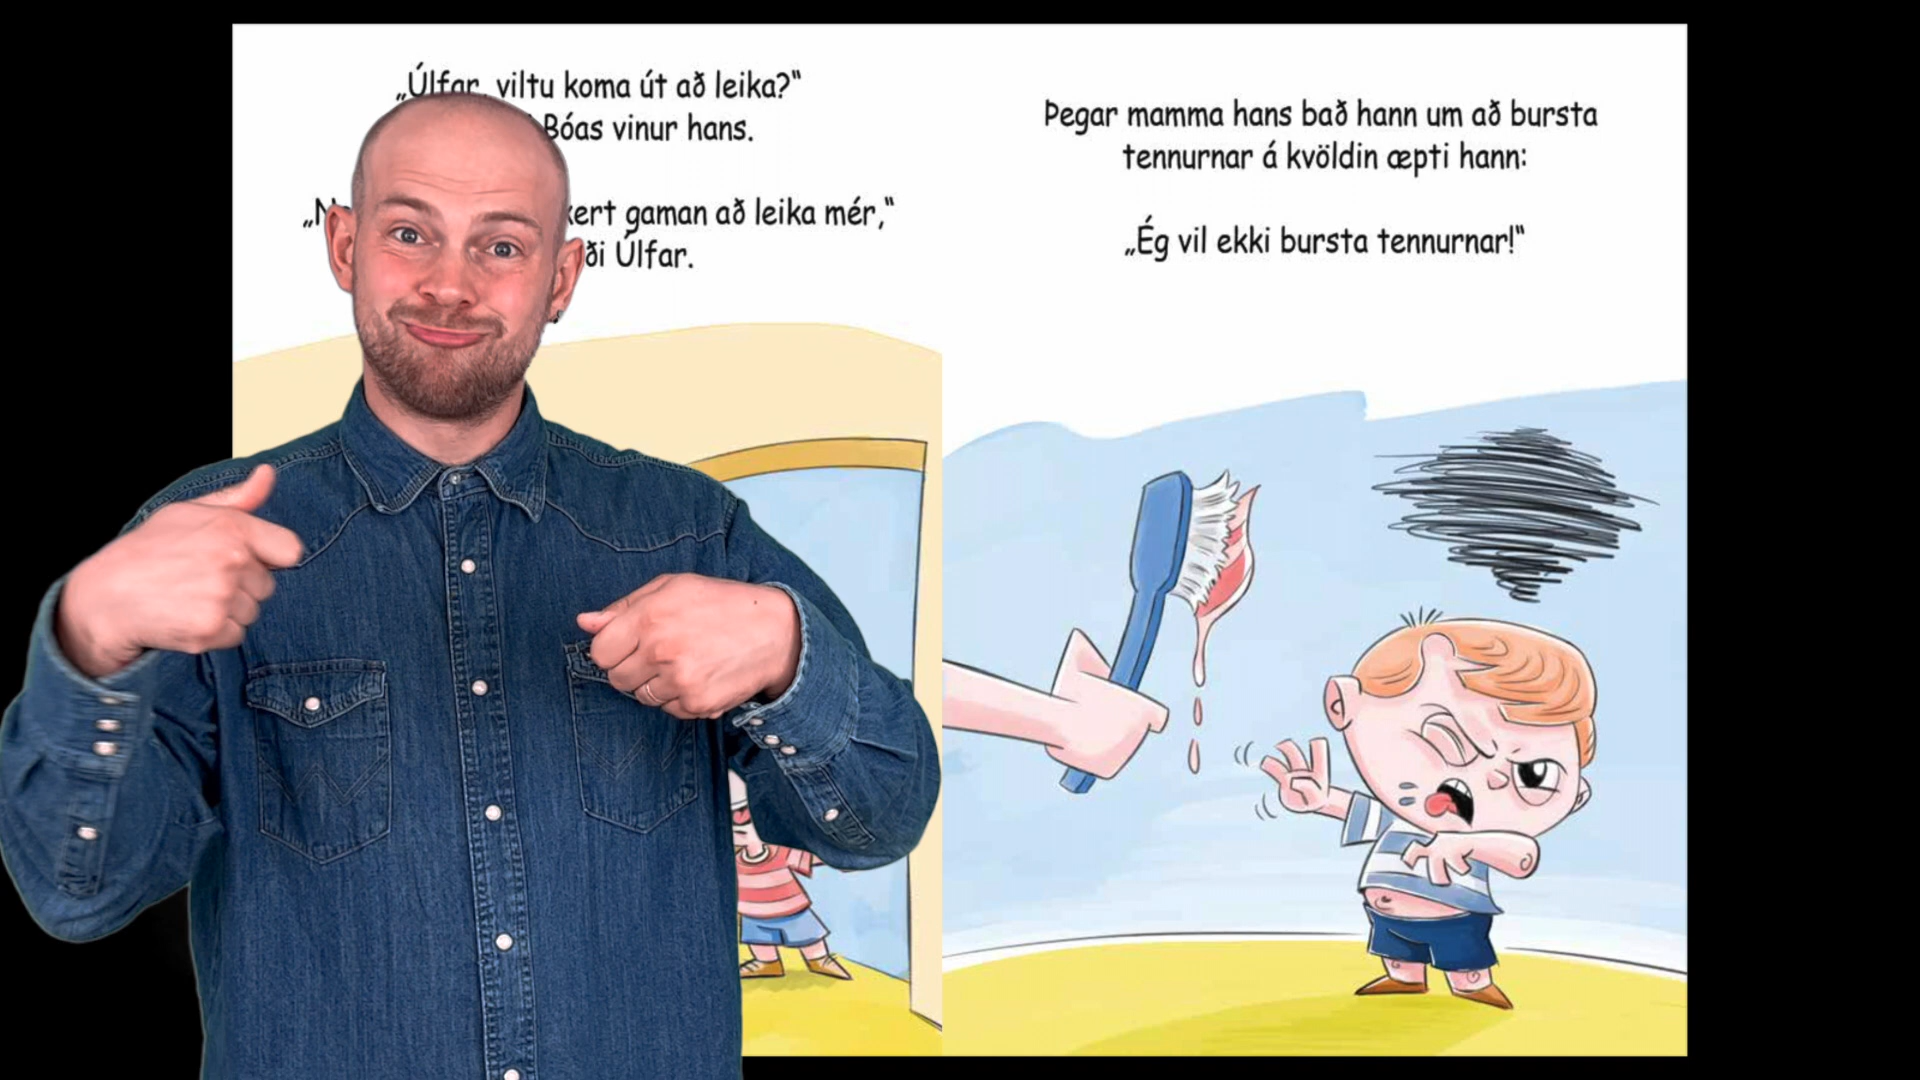 „Úlfar, viltu koma út að leika?“
Bóas vinur hans.
gaman að leika mér,“
Úlfar.
Þegar mamma hans bað hann um að bursta
tennurnar á kvöldin æpti hann:
„Ég vil ekki bursta tennurnar!“